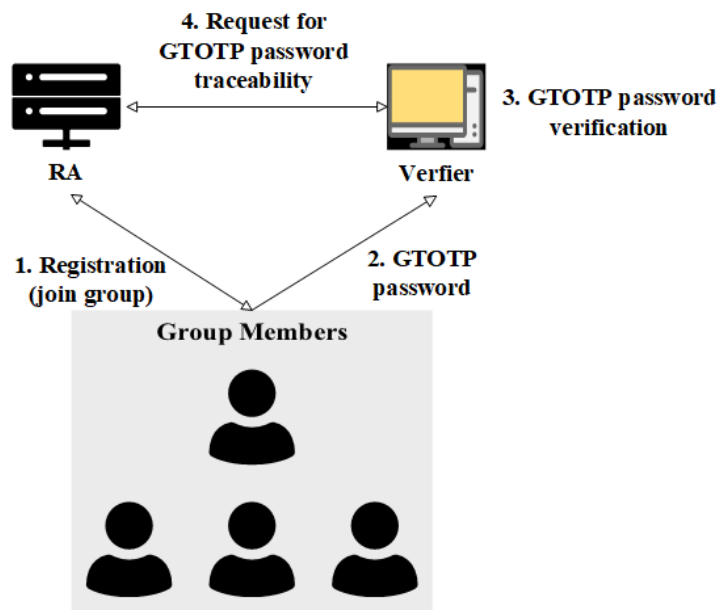 4. Request for
GTOTP password
traceability
3. GTOTP password
verification
RA
Verfier
1. Registration
(join group)
2. GTOTP
password
Group Members